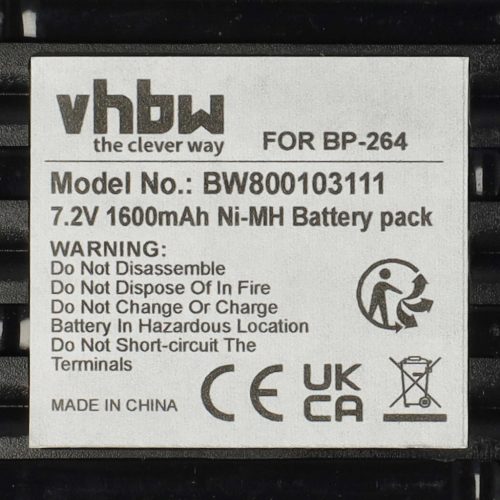 vhbw
the clever way
FOR BP-264
Model No.: BW800103111
7.2V 1600mAh Ni-MH Battery pack
WARNING:
Do Not Disassemble
Do Not Dispose Of In Fire
Do Not Change Or Charge
Battery In Hazardous Location
Do Not Short-circuit The
Terminals
MADE IN CHINA
CE
UK
CA